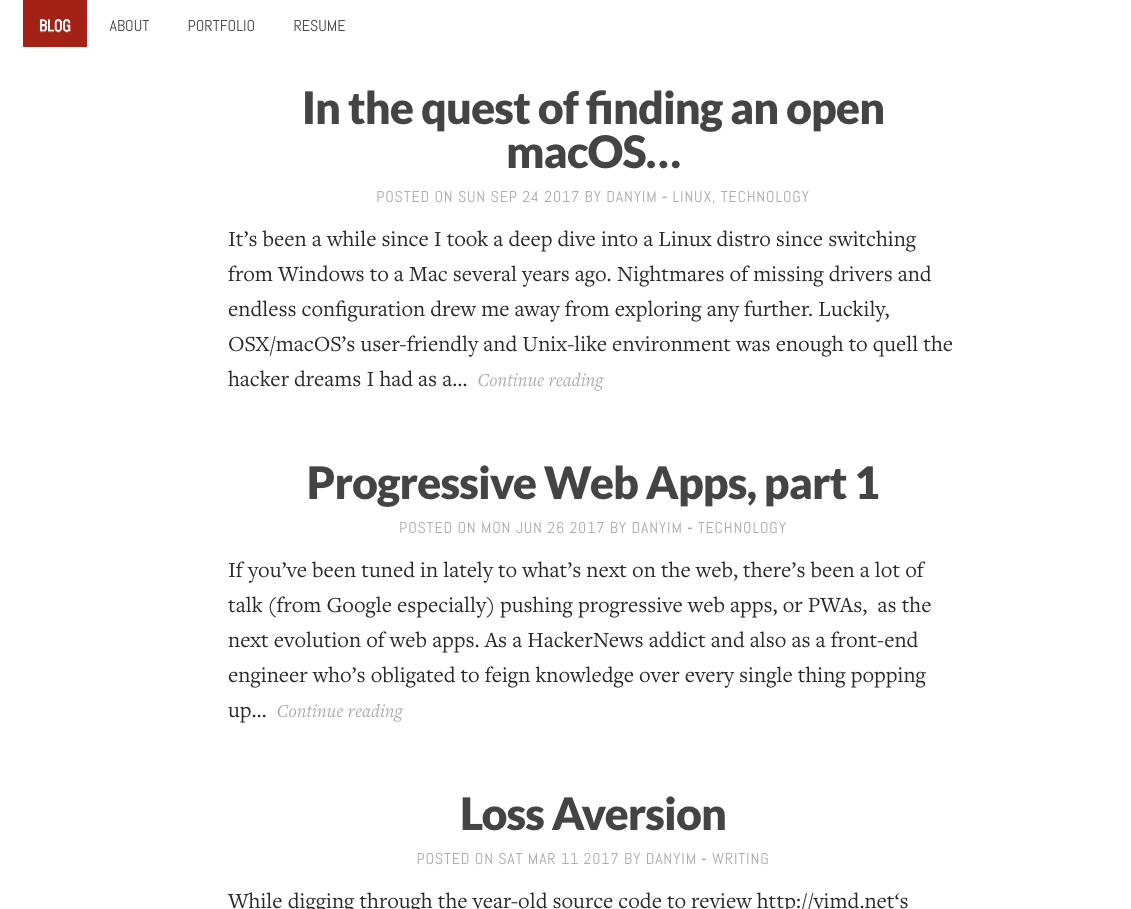 BLOG ABOUT PORTFOLIO RESUME
In the quest of finding an open
macOS…
POSTED ON SUN SEP 24 2017 BY DANYIM - LINUX, TECHNOLOGY
It’s been a while since I took a deep dive into a Linux distro since switching
from Windows to a Mac several years ago. Nightmares of missing drivers and
endless configuration drew me away from exploring any further. Luckily,
OSX/macOS’s user-friendly and Unix-like environment was enough to quell the
hacker dreams I had as a… Continue reading
Progressive Web Apps, part 1
POSTED ON MON JUN 26 2017 BY DANYIM - TECHNOLOGY
If you’ve been tuned in lately to what’s next on the web, there’s been a lot of
talk (from Google especially) pushing progressive web apps, or PWAs,  as the
next evolution of web apps. As a HackerNews addict and also as a front-end
engineer who’s obligated to feign knowledge over every single thing popping
up… Continue reading
Loss Aversion
POSTED ON SAT MAR 11 2017 BY DANYIM - WRITING
While digging through the year-old source code to review http://yimd.net‘s